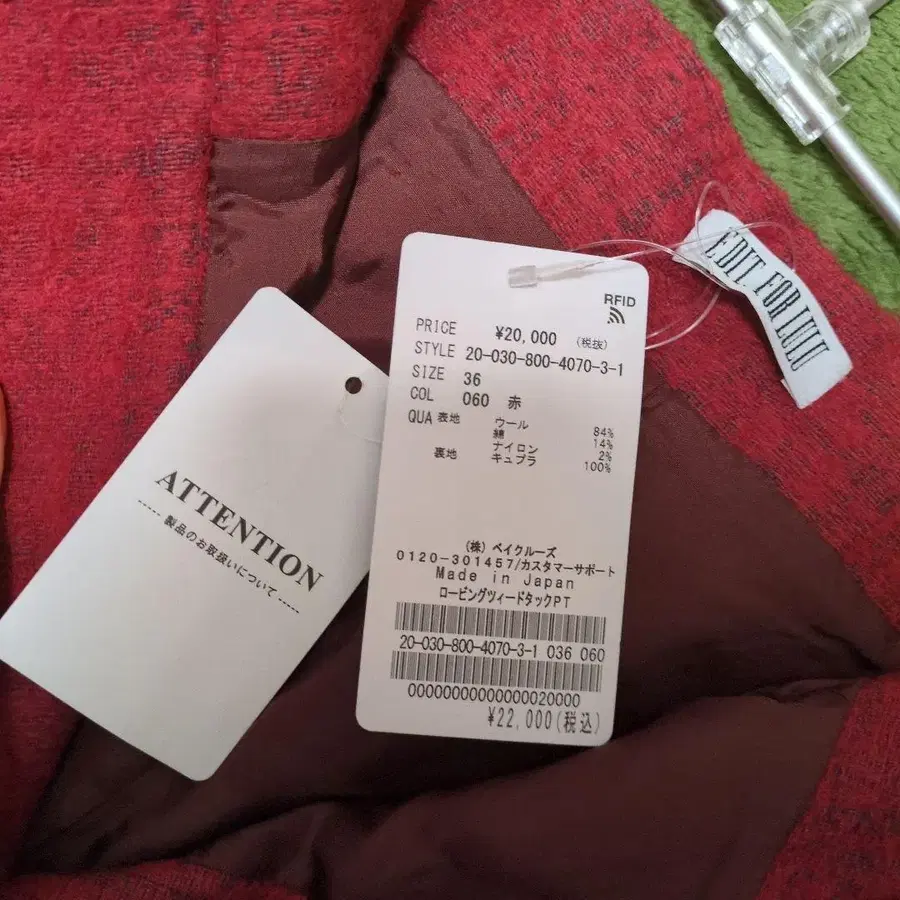 EDIT FOR LULU
RFID
PRICE ¥20,000 (税抜)
STYLE 20-030-800-4070-3-1
SIZE 36
COL 060 赤
QUA 表地 ウール 84%
綿 14%
ナイロン 2%
裏地 キュプラ 100%
(株) ベイクルーズ
0120-301457/カスタマーサポート
Made in Japan
ロービングツィードタックPT
20-030-800-4070-3-1 036 060
00000000000000020000
¥22,000(税込)
ATTENTION
----- 製品のお取扱いについて -----